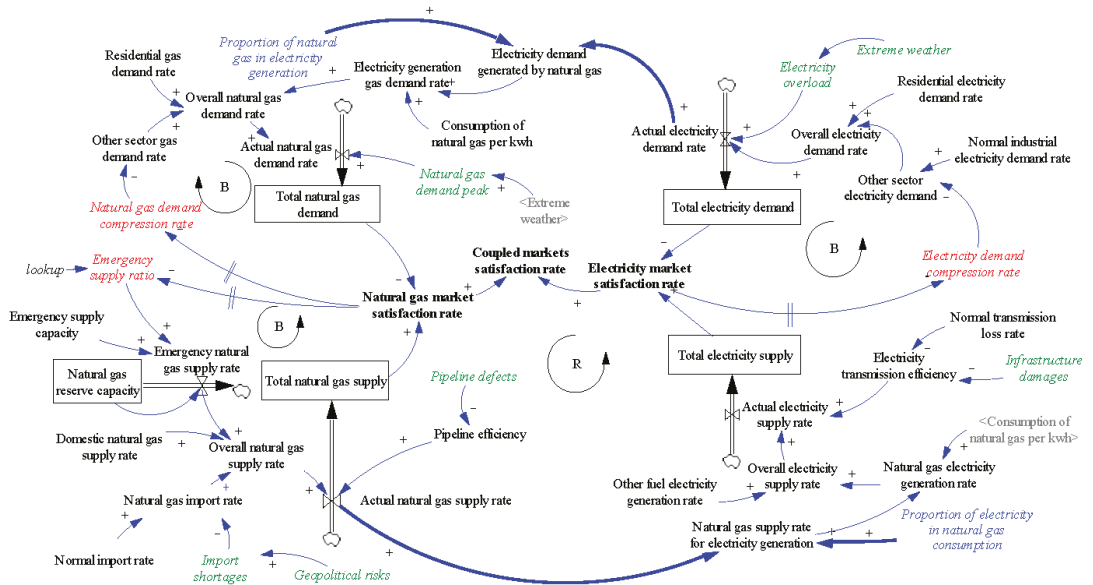 Proportion of natural
gas in electricity
generation
Residential gas
demand rate
Electricity generation
gas demand rate
Electricity demand
generated by natural gas
Extreme weather
Electricity
overload
Residential electricity
demand rate
Overall natural gas
demand rate
Other sector gas
demand rate
Actual natural gas
demand rate
Consumption of
natural gas per kwh
Actual electricity
demand rate
Overall electricity
demand rate
Normal industrial
electricity demand rate
Natural gas
demand peak
Other sector
electricity demand
B
Total natural gas
demand
<Extreme
weather>
Total electricity demand
Natural gas demand
compression rate
B
lookup
Emergency
supply ratio
Coupled markets
satisfaction rate
Electricity market
satisfaction rate
Electricity demand
compression rate
Natural gas market
satisfaction rate
Emergency supply
capacity
B
Normal transmission
loss rate
Emergency natural
gas supply rate
Total electricity supply
R
Electricity
transmission efficiency
Infrastructure
damages
Natural gas
reserve capacity
Total natural gas supply
Pipeline defects
Actual electricity
supply rate
<Consumption of
natural gas per kwh>
Domestic natural gas
supply rate
Overall natural gas
supply rate
Pipeline efficiency
Overall electricity
supply rate
Natural gas electricity
generation rate
Natural gas import rate
Actual natural gas supply rate
Other fuel electricity
generation rate
Natural gas supply rate
for electricity generation
Proportion of electricity
in natural gas
consumption
Normal import rate
Import
shortages
Geopolitical risks